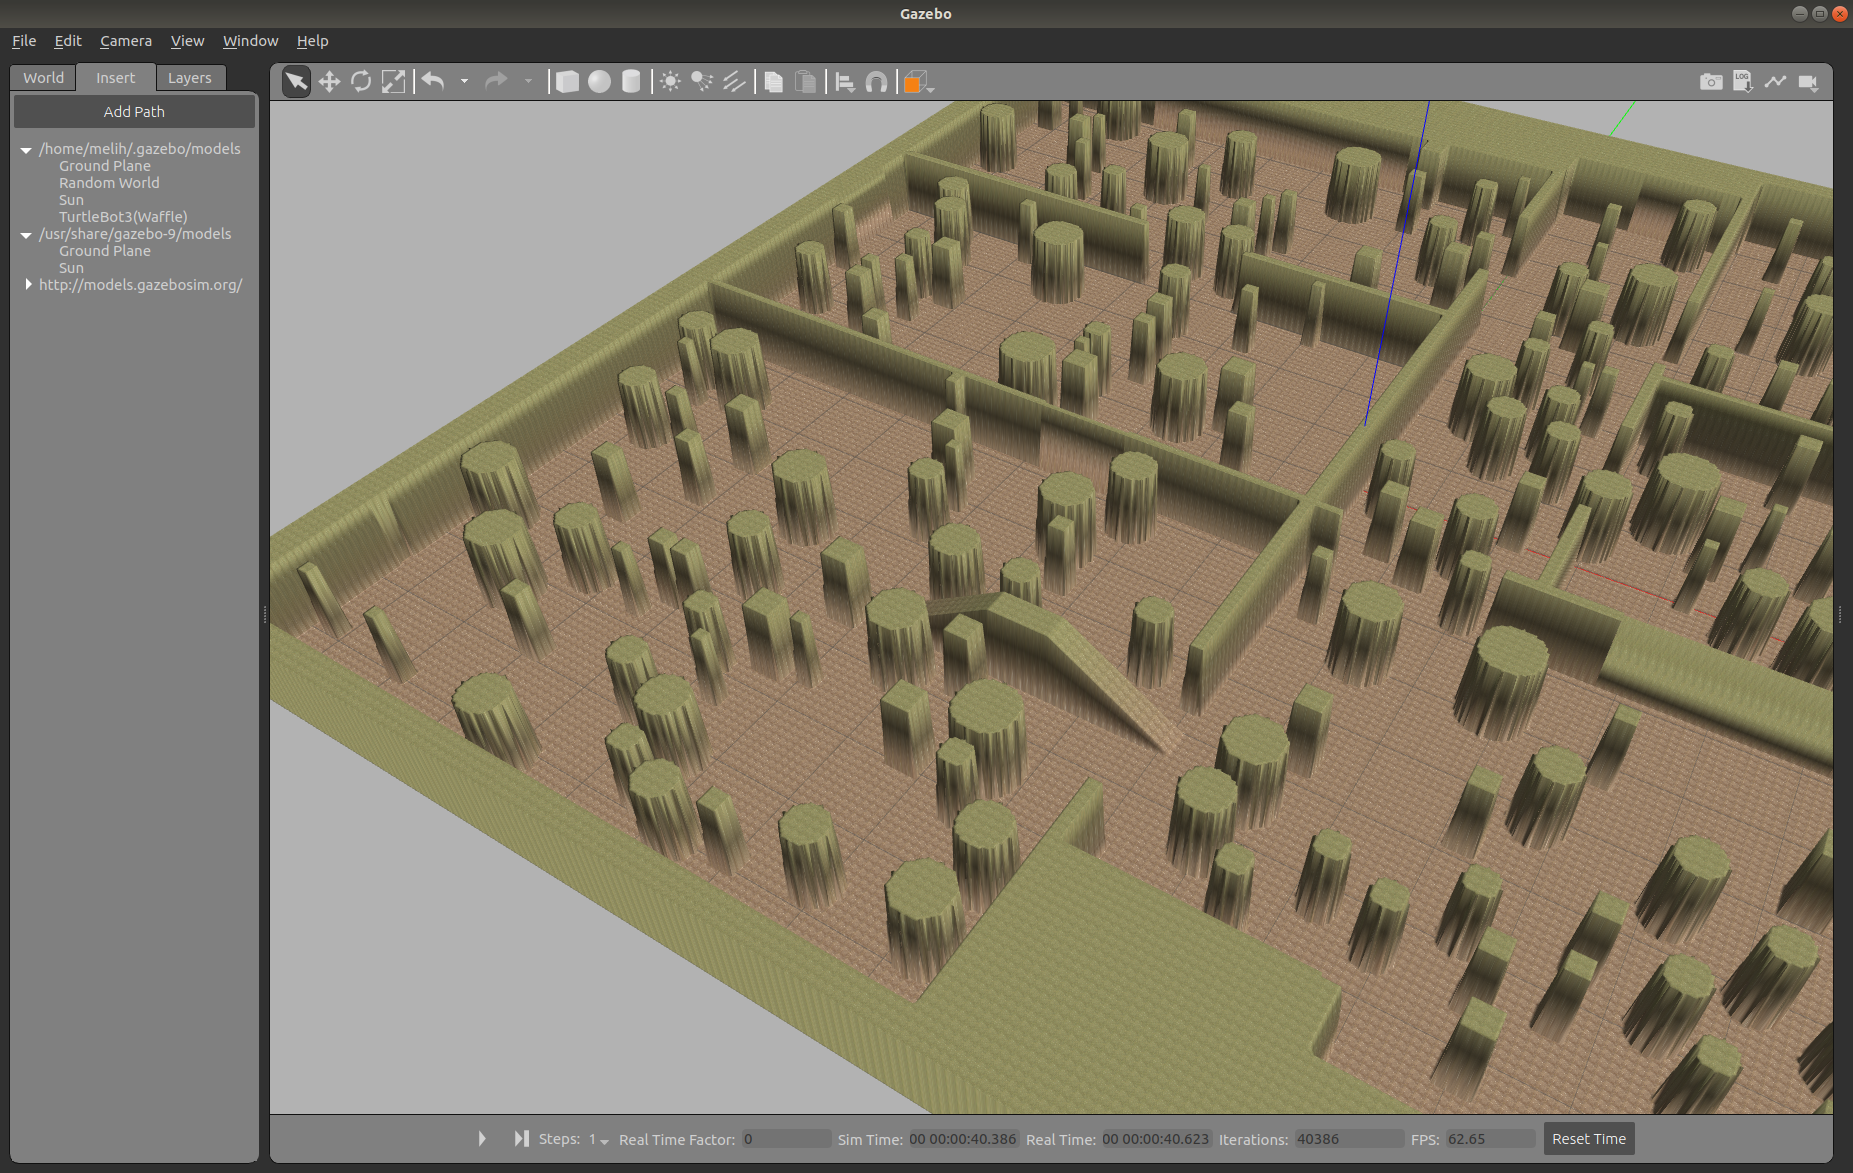 Gazebo
File Edit Camera View Window Help
World Insert Layers
Add Path
/home/melih/.gazebo/models
Ground Plane
Random World
Sun
TurtleBot3(Waffle)
/usr/share/gazebo-9/models
Ground Plane
Sun
http://models.gazebosim.org/
LOG
Steps: 1 Real Time Factor: 0 Sim Time: 00 00:00:40.386 Real Time: 00 00:00:40.623 Iterations: 40386 FPS: 62.65 Reset Time